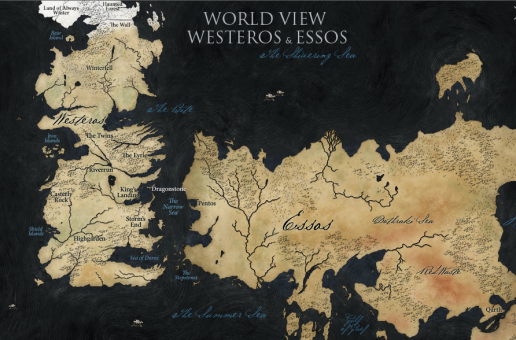 WORLD VIEW
WESTEROS & ESSOS
Land of Always
Winter
Haunted
Forest
The Wall
The Shivering Sea
Bear
Island
Winterfell
The Bite
Westeros
The Twins
Iron
Islands
The Eyrie
Riverrun
Casterly
Rock
King's
Landing
Dragonstone
The
Narrow
Sea
Pentos
Shield
Islands
Storm's
End
Highgarden
Essos
Dothraki Sea
Sea of Dorne
The
Stepstones
Red Waste
The Summer Sea
Qarth